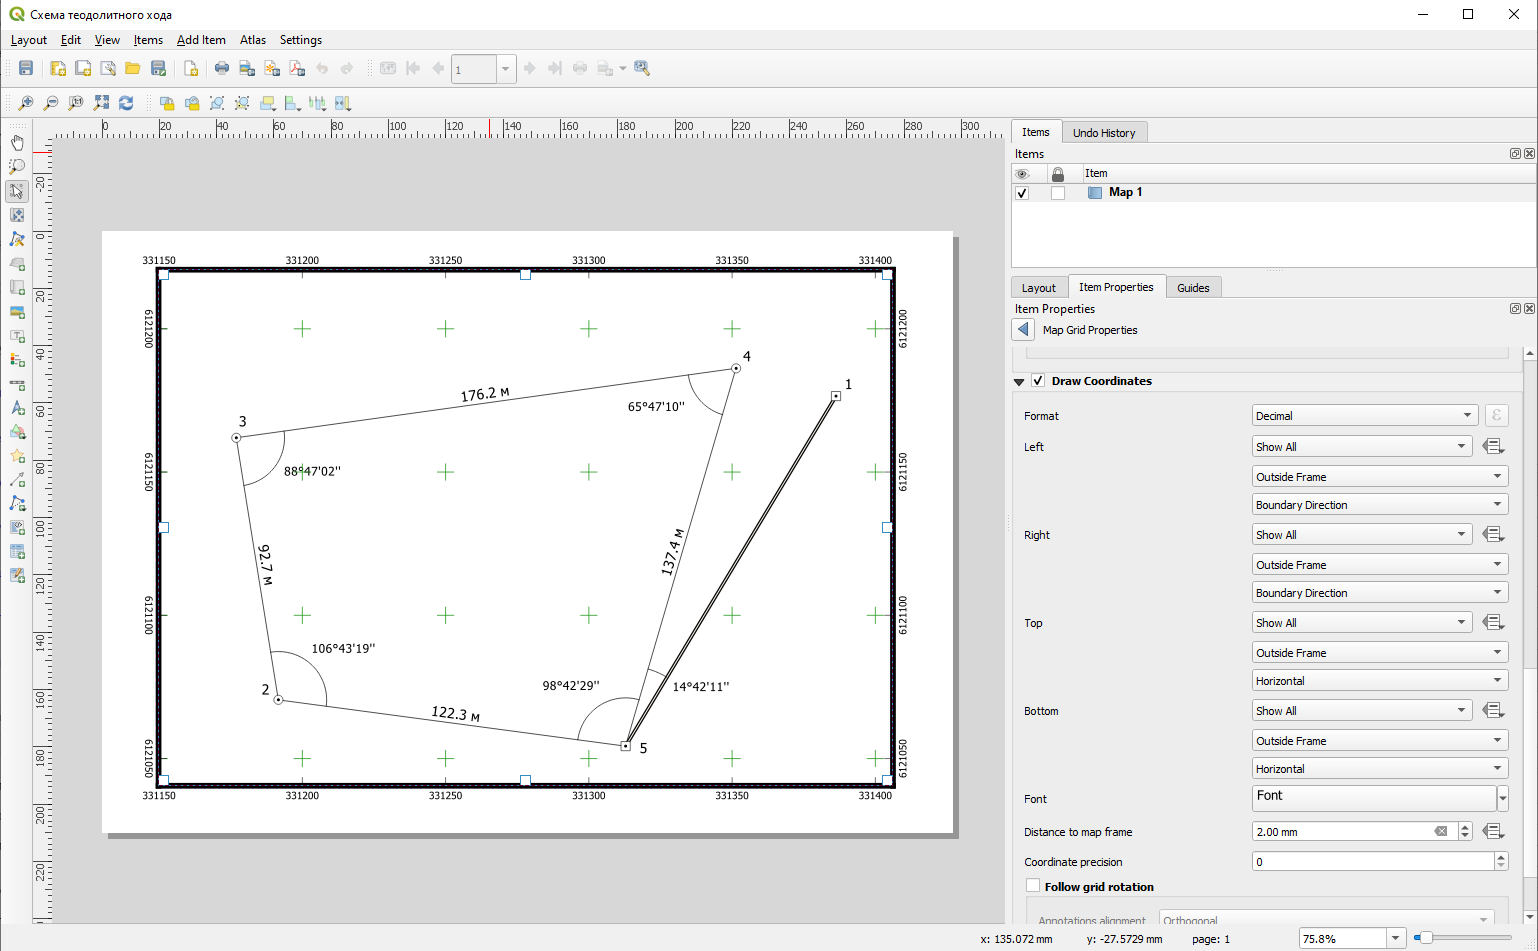 Схема теодолитного хода
Layout Edit View Items Add Item Atlas Settings
1
0 20 40 60 80 100 120 140 160 180 200 220 240 260 280 300
-20 0 20 40 60 80 100 120 140 160 180 200 220
331150 331200 331250 331300 331350 331400
6121200 6121200
4
1
176.2 м
65°47'10"
3
88°47'02"
6121150 6121150
92.7 м
137.4 м
6121100 6121100
106°43'19"
2
98°42'29"
14°42'11"
122.3 м
5
6121050 6121050
331150 331200 331250 331300 331350 331400
Items Undo History
Items
Item
Map 1
Layout Item Properties Guides
Item Properties
Map Grid Properties
Draw Coordinates
Format Decimal ε
Left Show All
Outside Frame
Boundary Direction
Right Show All
Outside Frame
Boundary Direction
Top Show All
Outside Frame
Horizontal
Bottom Show All
Outside Frame
Horizontal
Font Font
Distance to map frame 2.00 mm
Coordinate precision 0
Follow grid rotation
Annotations alignment Orthogonal
x: 135.072 mm y: -27.5729 mm page: 1 75.8%